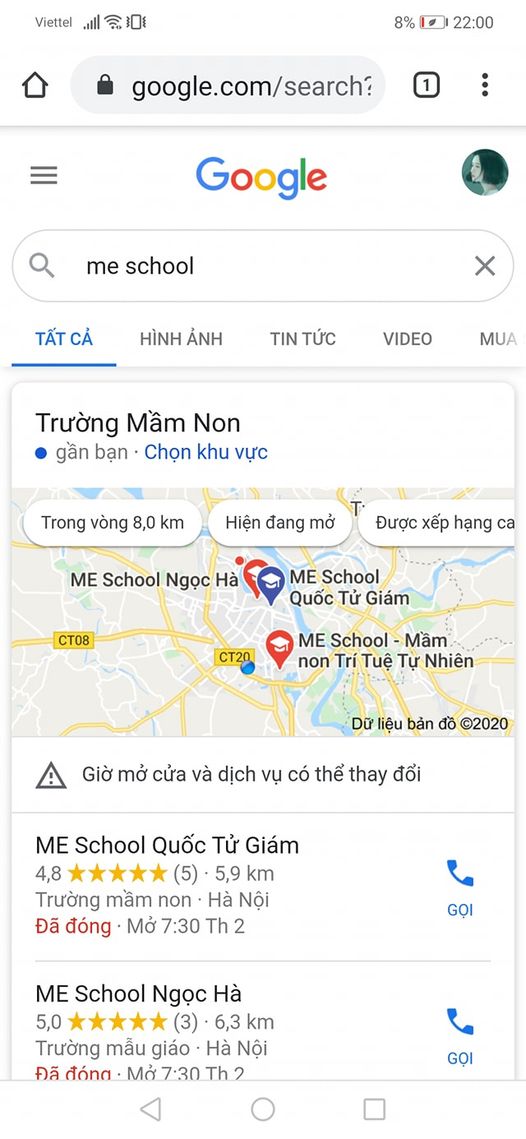 Viettel 8% 22:00
google.com/search? 1
Google
me school
TẤT CẢ HÌNH ẢNH TIN TỨC VIDEO MUA
Trường Mầm Non
gần bạn · Chọn khu vực
Trong vòng 8,0 km Hiện đang mở Được xếp hạng ca
ME School Ngọc Hà
ME School
Quốc Tử Giám
CT08
CT20
ME School - Mầm
non Trí Tuệ Tự Nhiên
Dữ liệu bản đồ ©2020
Giờ mở cửa và dịch vụ có thể thay đổi
ME School Quốc Tử Giám
4,8 (5) · 5,9 km
Trường mầm non · Hà Nội
Đã đóng · Mở 7:30 Th 2
GỌI
ME School Ngọc Hà
5,0 (3) · 6,3 km
Trường mẫu giáo · Hà Nội
Đã đóng · Mở 7:30 Th 2
GỌI